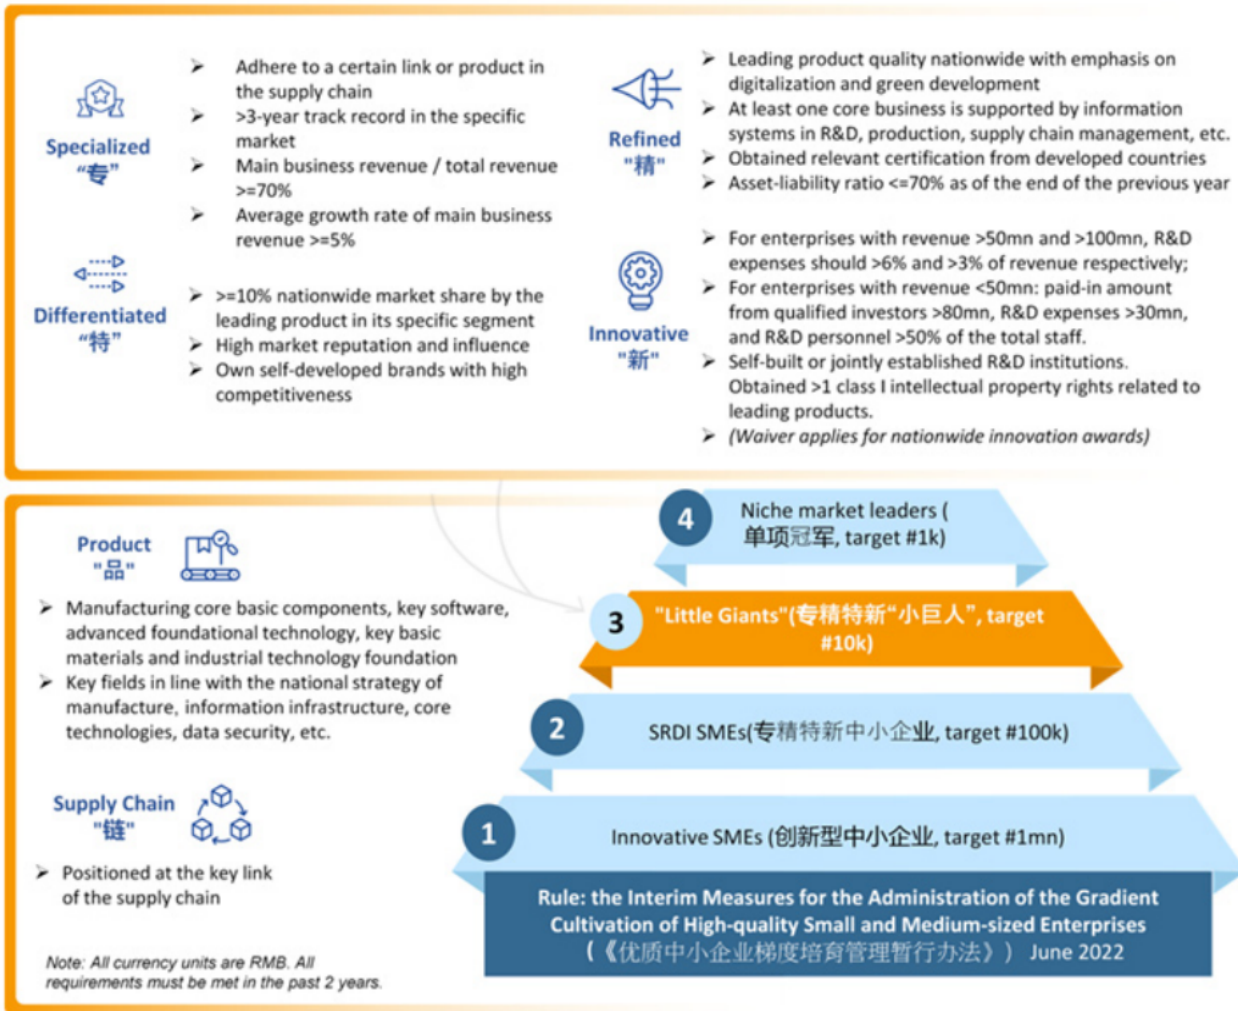 Specialized
“专”
➢ Adhere to a certain link or product in
the supply chain
➢ >3-year track record in the specific
market
➢ Main business revenue / total revenue
>=70%
➢ Average growth rate of main business
revenue >=5%
Differentiated
“特”
➢ >=10% nationwide market share by the
leading product in its specific segment
➢ High market reputation and influence
➢ Own self-developed brands with high
competitiveness
Refined
"精"
➢ Leading product quality nationwide with emphasis on
digitalization and green development
➢ At least one core business is supported by information
systems in R&D, production, supply chain management, etc.
➢ Obtained relevant certification from developed countries
➢ Asset-liability ratio <=70% as of the end of the previous year
Innovative
"新"
➢ For enterprises with revenue >50mn and >100mn, R&D
expenses should >6% and >3% of revenue respectively;
➢ For enterprises with revenue <50mn: paid-in amount
from qualified investors >80mn, R&D expenses >30mn,
and R&D personnel >50% of the total staff.
➢ Self-built or jointly established R&D institutions.
Obtained >1 class I intellectual property rights related to
leading products.
➢ (Waiver applies for nationwide innovation awards)
Product
"品"
➢ Manufacturing core basic components, key software,
advanced foundational technology, key basic
materials and industrial technology foundation
➢ Key fields in line with the national strategy of
manufacture, information infrastructure, core
technologies, data security, etc.
Supply Chain
"链"
➢ Positioned at the key link
of the supply chain
Note: All currency units are RMB. All
requirements must be met in the past 2 years.
4
Niche market leaders (
单项冠军, target #1k)
3
"Little Giants"(专精特新“小巨人”, target
#10k)
2
SRDI SMEs(专精特新中小企业, target #100k)
1
Innovative SMEs (创新型中小企业, target #1mn)
Rule: the Interim Measures for the Administration of the Gradient
Cultivation of High-quality Small and Medium-sized Enterprises
(《优质中小企业梯度培育管理暂行办法》) June 2022